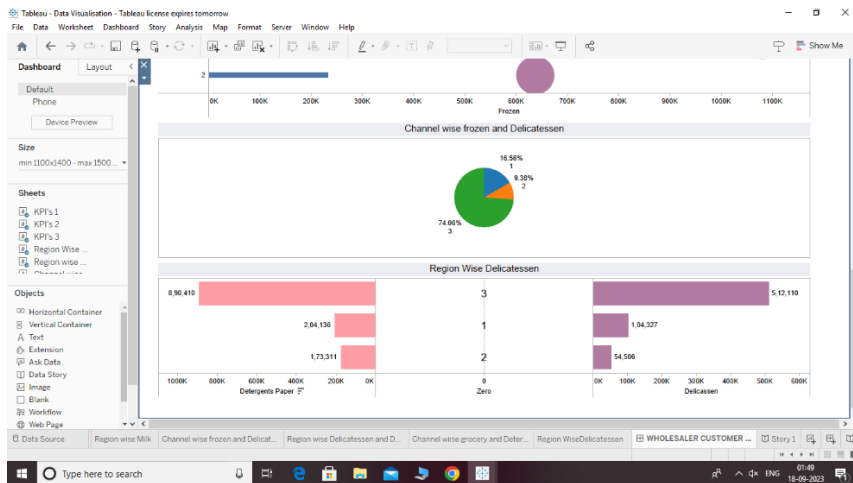 Tableau - Data Visualisation - Tableau license expires tomorrow
File Data Worksheet Dashboard Story Analysis Map Format Server Window Help
Show Me
Dashboard Layout
Default
Phone
Device Preview
Size
min 1100x1400 - max 1500...
Sheets
KPI's 1
KPI's 2
KPI's 3
Region Wise ...
Region wise ...
Objects
Horizontal Container
Vertical Container
A Text
Extension
Ask Data
Data Story
Image
Blank
Workflow
Web Page
2
0K 100K 200K 300K 400K 500K 600K 700K 800K 900K 1000K 1100K
Frozen
Channel wise frozen and Delicatessen
16.56%
1
9.38%
2
74.06%
3
Region Wise Delicatessen
8,90,410 3 5,12,110
2,04,136 1 1,04,327
1,73,311 2 54,506
1000K 800K 600K 400K 200K 0K 0 0K 100K 200K 300K 400K 500K 600K
Detergents Paper Zero Delicassen
Data Source Region wise Milk Channel wise frozen and Delicat... Region wise Delicatessen and D... Channel wise grocery and Deter... Region WiseDelicatessen WHOLESALER CUSTOMER ... Story 1
Type here to search
ENG
01:49
18-09-2023